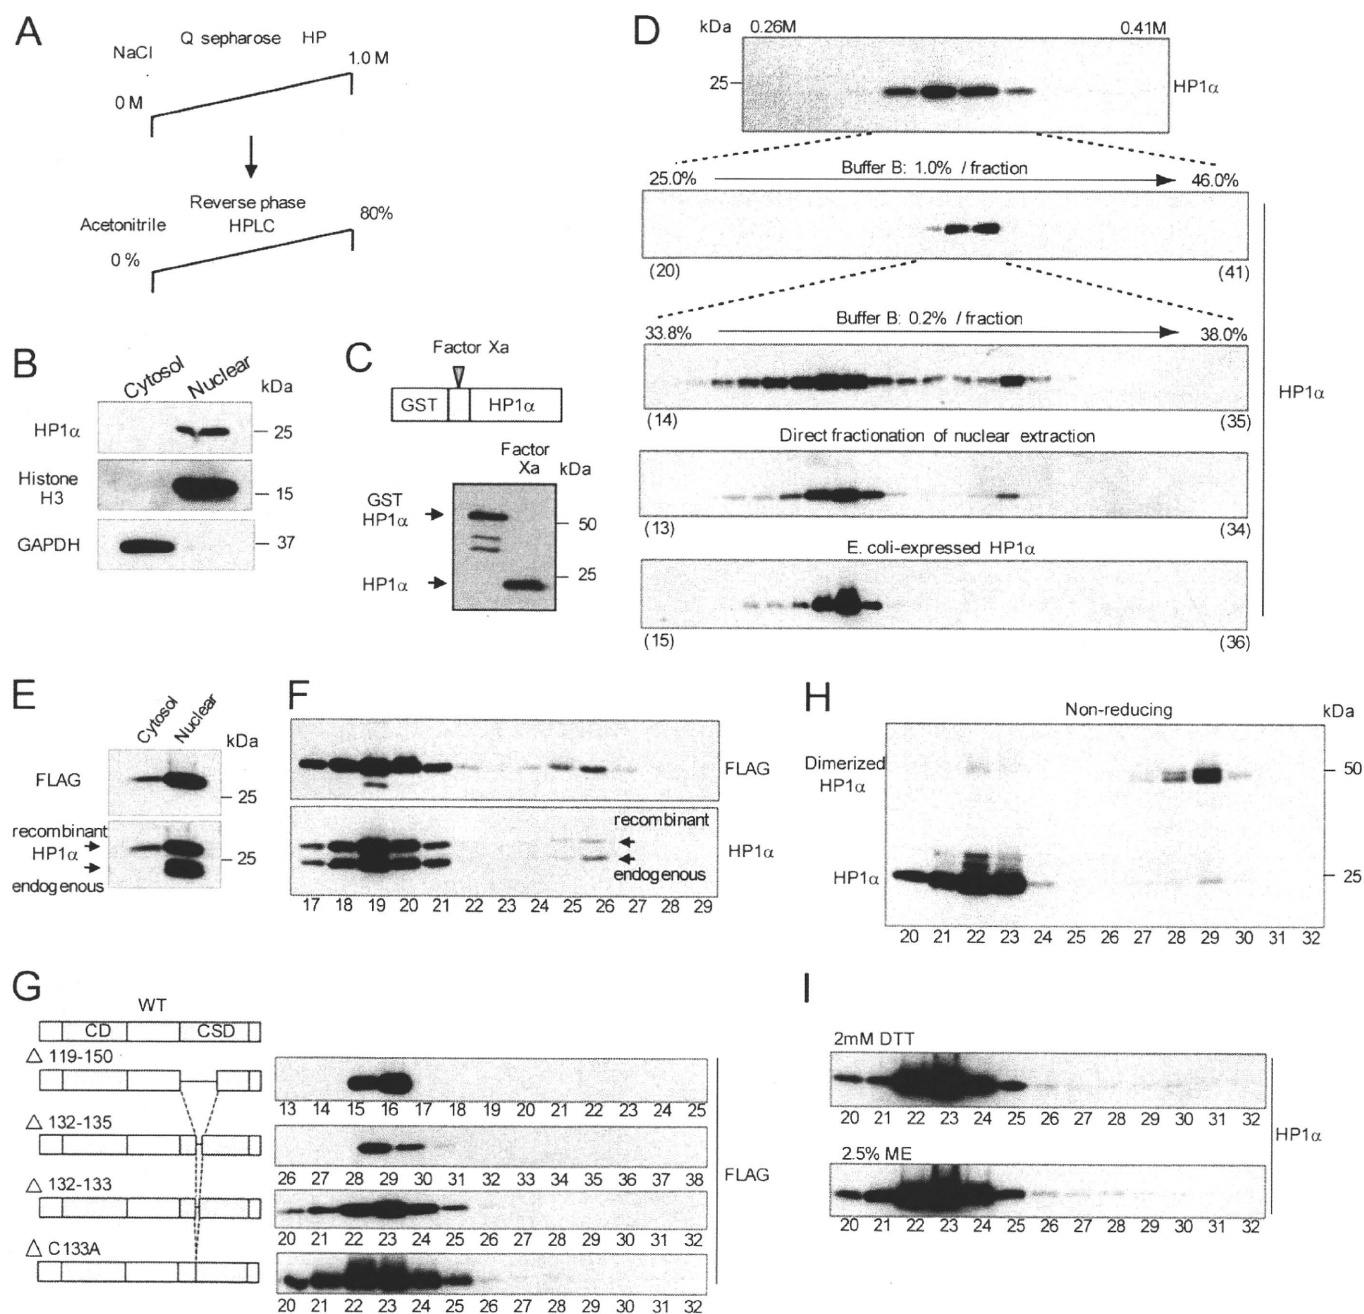 A
Q sepharose HP
NaCl
1.0 M
0 M
Reverse phase
HPLC
Acetonitrile
80%
0 %
B
Cytosol
Nuclear
kDa
HP1α
25
Histone
H3
15
GAPDH
37
C
Factor Xa
GST
HP1α
Factor
Xa
kDa
GST
HP1α
50
HP1α
25
D
kDa
0.26M
0.41M
25
HP1α
Buffer B: 1.0% / fraction
25.0%
46.0%
(20)
(41)
Buffer B: 0.2% / fraction
33.8%
38.0%
(14)
(35)
HP1α
Direct fractionation of nuclear extraction
(13)
(34)
E. coli-expressed HP1α
(15)
(36)
E
Cytosol
Nuclear
kDa
FLAG
25
recombinant
HP1α
25
endogenous
F
FLAG
recombinant
HP1α
endogenous
17 18 19 20 21 22 23 24 25 26 27 28 29
H
Non-reducing
kDa
Dimerized
HP1α
50
HP1α
25
20 21 22 23 24 25 26 27 28 29 30 31 32
G
WT
CD
CSD
△ 119-150
13 14 15 16 17 18 19 20 21 22 23 24 25
△ 132-135
26 27 28 29 30 31 32 33 34 35 36 37 38
FLAG
△ 132-133
20 21 22 23 24 25 26 27 28 29 30 31 32
△ C133A
20 21 22 23 24 25 26 27 28 29 30 31 32
I
2mM DTT
20 21 22 23 24 25 26 27 28 29 30 31 32
HP1α
2.5% ME
20 21 22 23 24 25 26 27 28 29 30 31 32